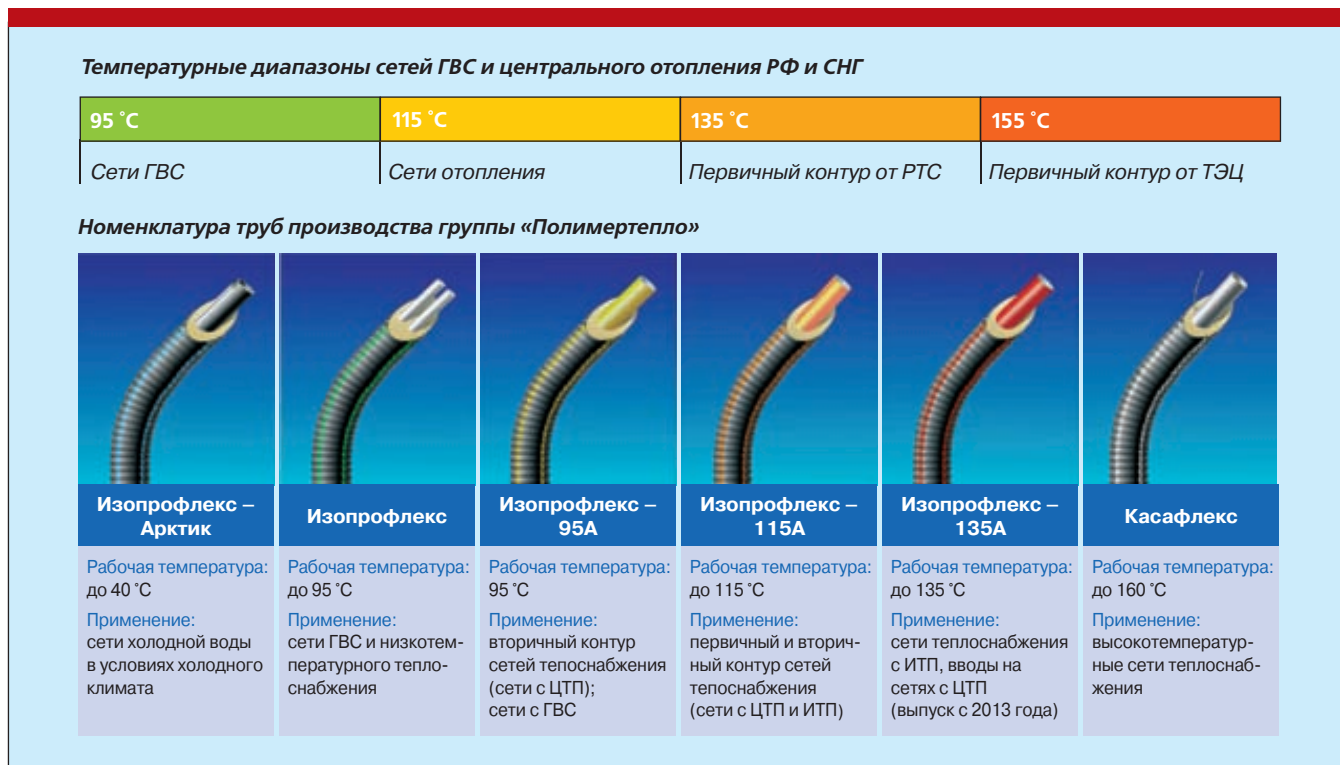 Температурные диапазоны сетей ГВС и центрального отопления РФ и СНГ
95 ˚C
115 ˚C
135 ˚C
155 ˚C
Сети ГВС
Сети отопления
Первичный контур от РТС
Первичный контур от ТЭЦ
Номенклатура труб производства группы «Полимертепло»
Изопрофлекс –
Арктик
Рабочая температура:
до 40 ˚C
Применение:
сети холодной воды
в условиях холодного
климата
Изопрофлекс
Рабочая температура:
до 95 ˚C
Применение:
сети ГВС и низкотем-
пературного тепло-
снабжения
Изопрофлекс –
95А
Рабочая температура:
95 ˚C
Применение:
вторичный контур
сетей тепоснабжения
(сети с ЦТП);
сети с ГВС
Изопрофлекс –
115А
Рабочая температура:
до 115 ˚C
Применение:
первичный и вторич-
ный контур сетей
тепоснабжения
(сети с ЦТП и ИТП)
Изопрофлекс –
135А
Рабочая температура:
до 135 ˚C
Применение:
сети теплоснабжения
с ИТП, вводы на
сетях с ЦТП
(выпуск с 2013 года)
Касафлекс
Рабочая температура:
до 160 ˚C
Применение:
высокотемператур-
ные сети теплоснаб-
жения